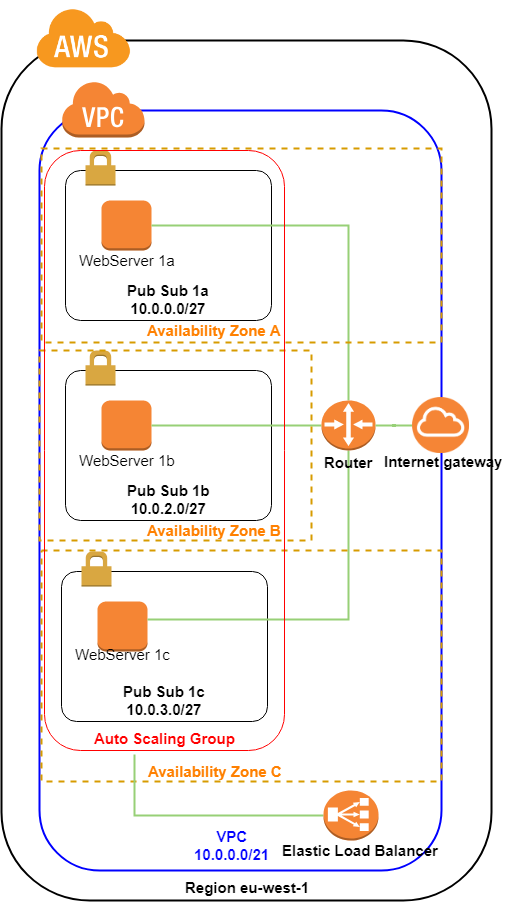 AWS
VPC
WebServer 1a
Pub Sub 1a
10.0.0.0/27
Availability Zone A
WebServer 1b
Pub Sub 1b
10.0.2.0/27
Availability Zone B
Router
Internet gateway
WebServer 1c
Pub Sub 1c
10.0.3.0/27
Auto Scaling Group
Availability Zone C
VPC
10.0.0.0/21
Elastic Load Balancer
Region eu-west-1